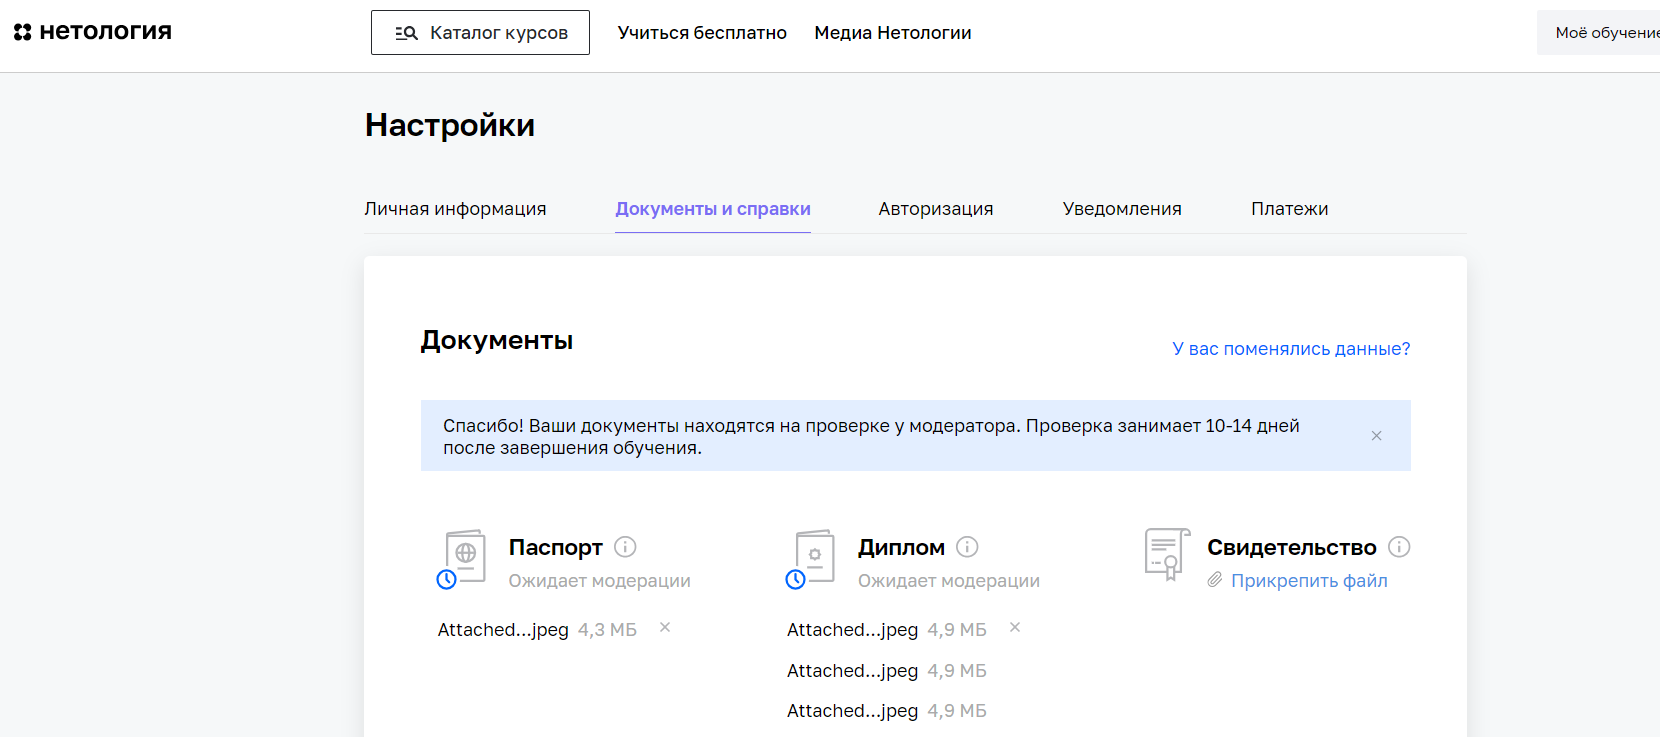 нетология
Каталог курсов
Учиться бесплатно
Медиа Нетологии
Моё обучение
Настройки
Личная информация
Документы и справки
Авторизация
Уведомления
Платежи
Документы
У вас поменялись данные?
Спасибо! Ваши документы находятся на проверке у модератора. Проверка занимает 10-14 дней
после завершения обучения.
Паспорт
Ожидает модерации
Attached...jpeg 4,3 МБ
Диплом
Ожидает модерации
Attached...jpeg 4,9 МБ
Attached...jpeg 4,9 МБ
Attached...jpeg 4,9 МБ
Свидетельство
Прикрепить файл